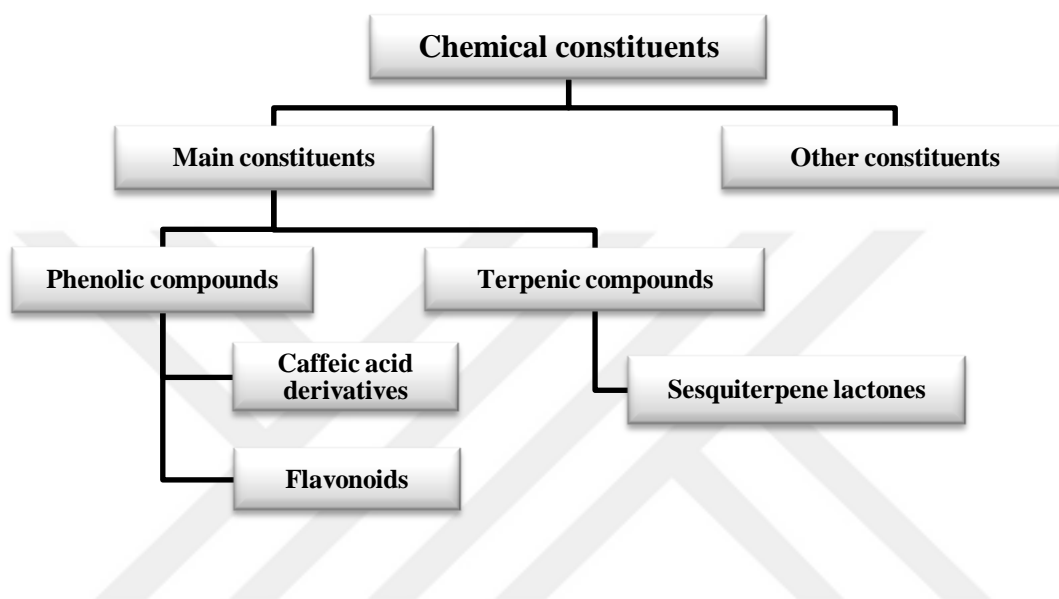 Chemical constituents
Main constituents
Other constituents
Phenolic compounds
Terpenic compounds
Caffeic acid
derivatives
Sesquiterpene lactones
Flavonoids